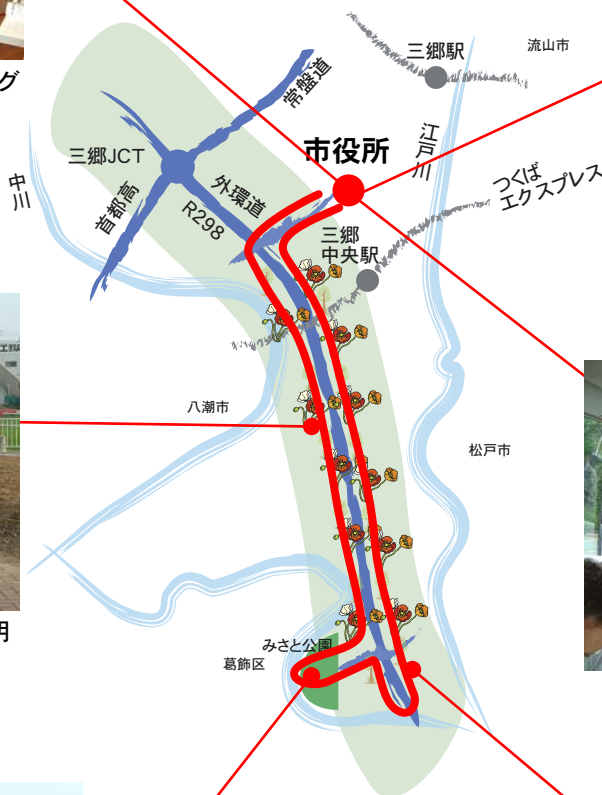 グ
三郷駅
流山市
常盤道
江戸川
市役所
三郷JCT
中川
外環道
首都高
R298
つくば
エクスプレス
三郷
中央駅
八潮市
松戸市
明
みさと公園
葛飾区